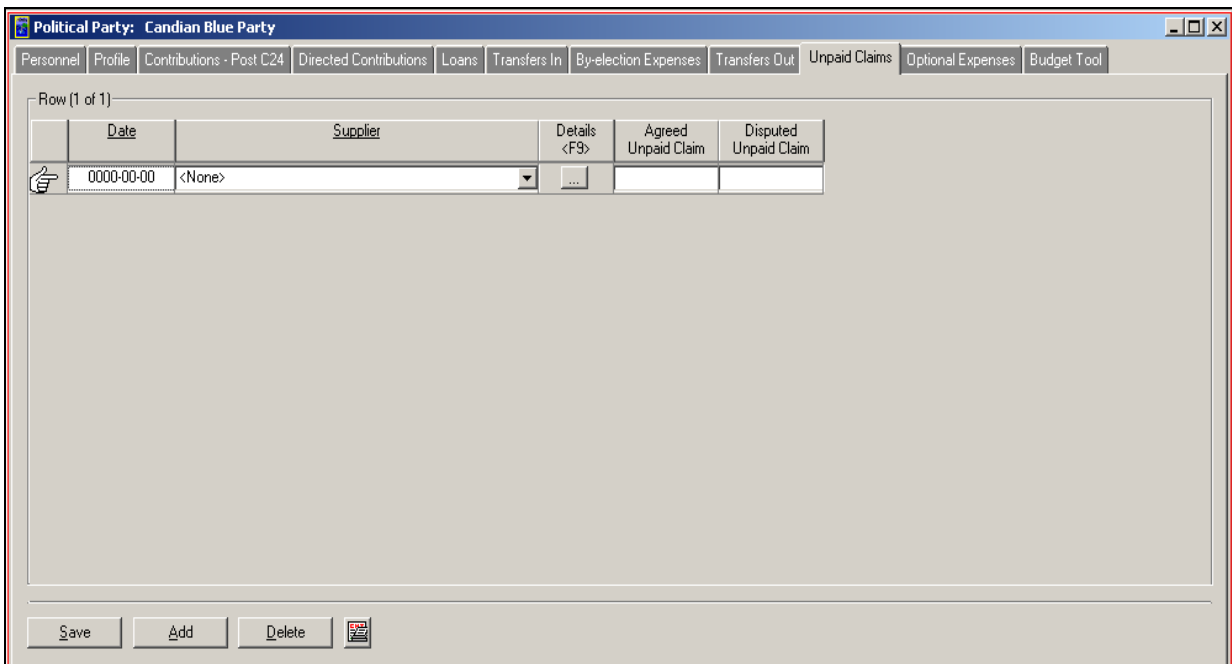 Political Party: Candian Blue Party
Personnel Profile Contributions - Post C24 Directed Contributions Loans Transfers In By-election Expenses Transfers Out Unpaid Claims Optional Expenses Budget Tool
Row (1 of 1)
Date Supplier Details <F9> Agreed Unpaid Claim Disputed Unpaid Claim
0000-00-00 <None> ...
Save Add Delete